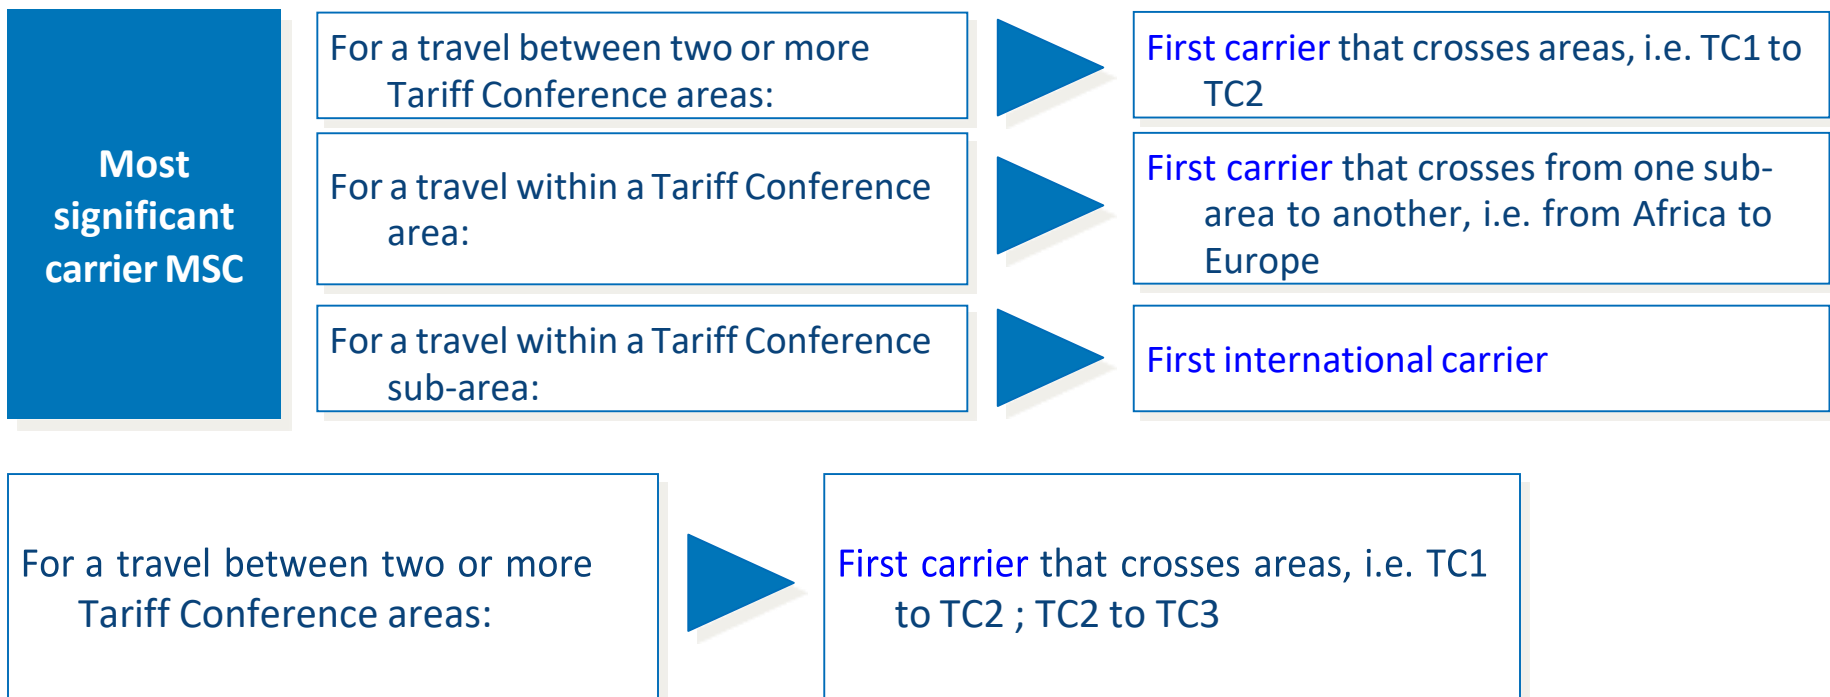 Most
significant
carrier MSC
For a travel between two or more
Tariff Conference areas:
First carrier that crosses areas, i.e. TC1 to
TC2
For a travel within a Tariff Conference
area:
First carrier that crosses from one sub-
area to another, i.e. from Africa to
Europe
For a travel within a Tariff Conference
sub-area:
First international carrier
For a travel between two or more
Tariff Conference areas:
First carrier that crosses areas, i.e. TC1
to TC2 ; TC2 to TC3